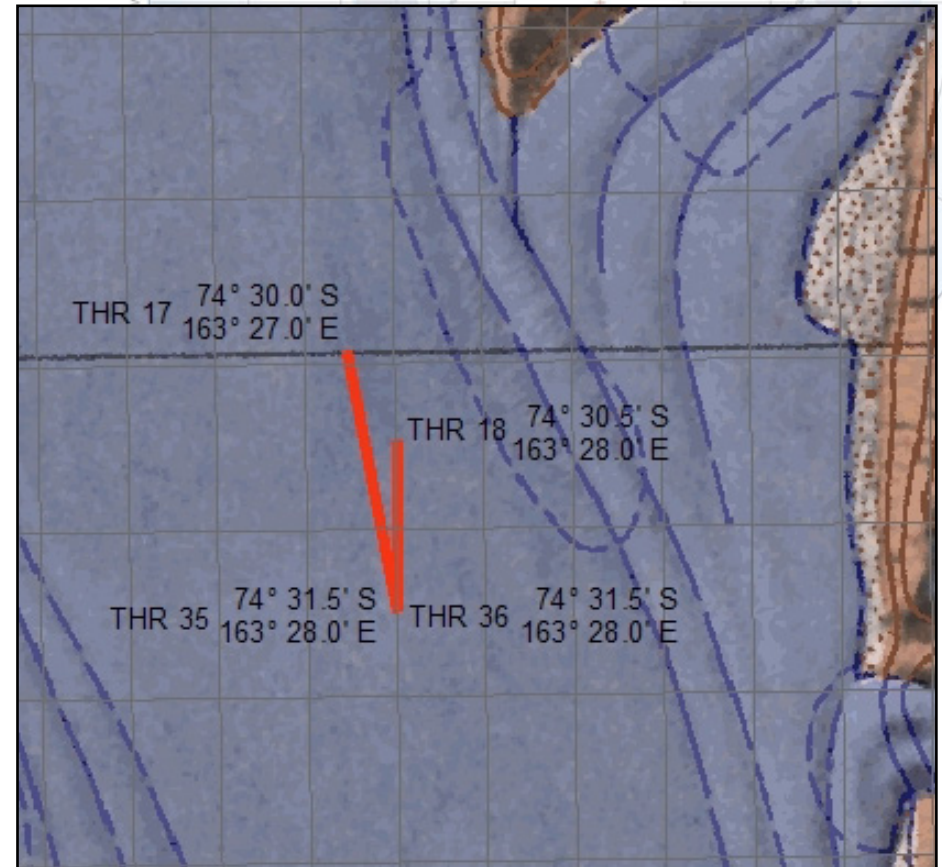 THR 17
74° 30.0' S
163° 27.0' E
THR 18
74° 30.5' S
163° 28.0' E
THR 35
74° 31.5' S
163° 28.0' E
THR 36
74° 31.5' S
163° 28.0' E